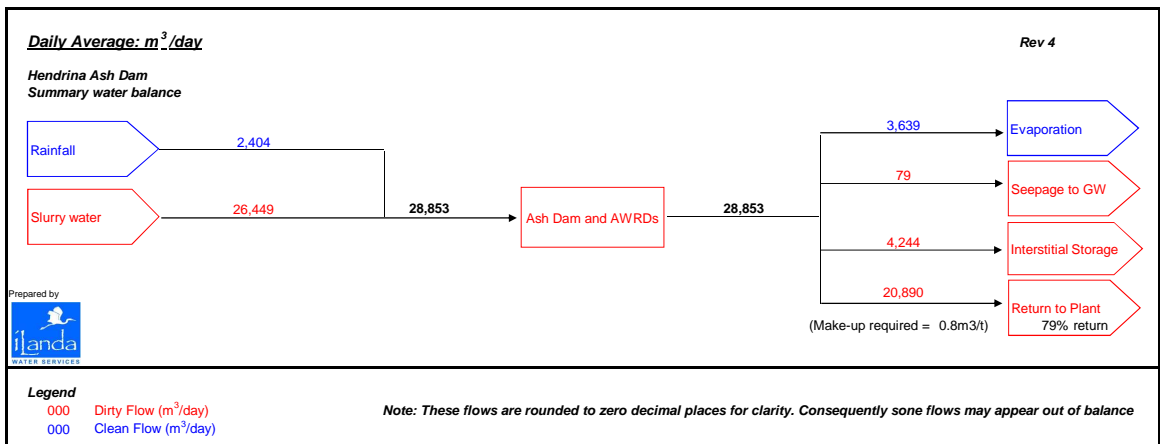 Daily Average: m³/day
Rev 4
Hendrina Ash Dam
Summary water balance
Rainfall
2,404
Slurry water
26,449
28,853
Ash Dam and AWRDs
28,853
3,639
Evaporation
79
Seepage to GW
4,244
Interstitial Storage
20,890
Return to Plant
79% return
(Make-up required = 0.8m3/t)
Prepared by
iLanda
WATER SERVICES
Legend
000 Dirty Flow (m³/day)
000 Clean Flow (m³/day)
Note: These flows are rounded to zero decimal places for clarity. Consequently sone flows may appear out of balance